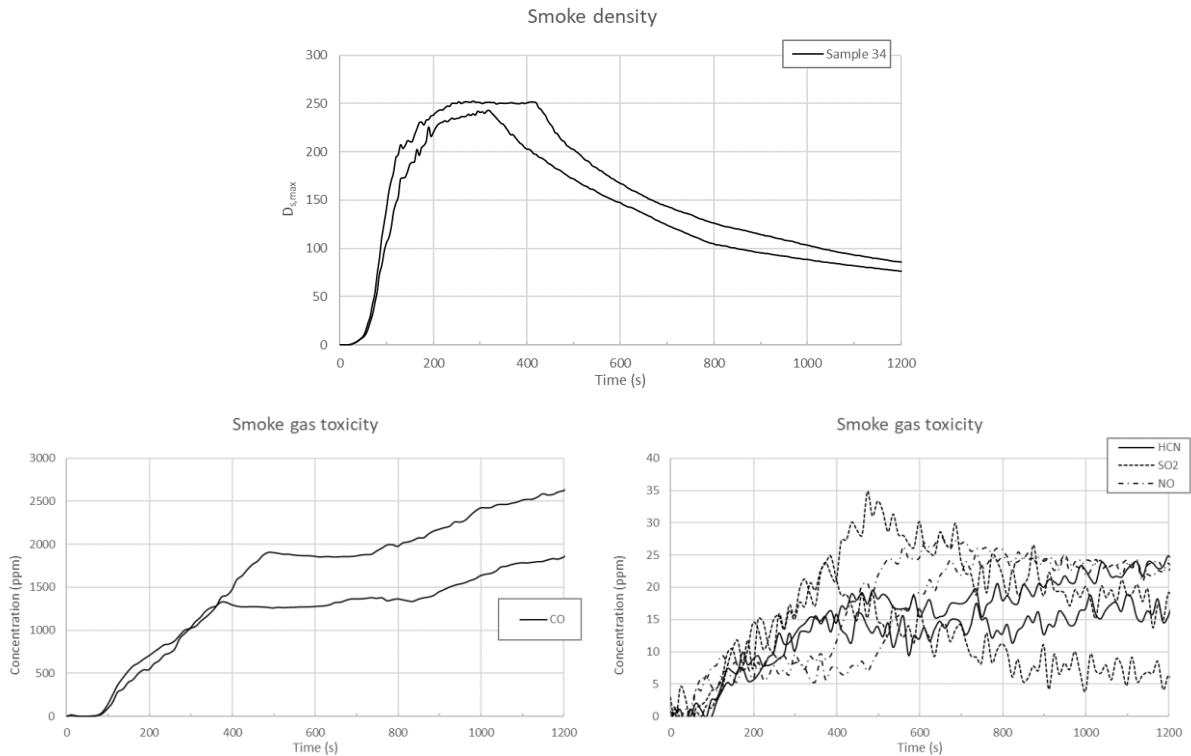 Smoke density
Sample 34
300
250
200
150
100
50
0
D s,max
0 200 400 600 800 1000 1200
Time (s)
Smoke gas toxicity
3000
2500
2000
1500
1000
500
0
Concentration (ppm)
CO
0 200 400 600 800 1000 1200
Time (s)
Smoke gas toxicity
HCN
SO2
NO
40
35
30
25
20
15
10
5
0
Concentration (ppm)
0 200 400 600 800 1000 1200
Time (s)